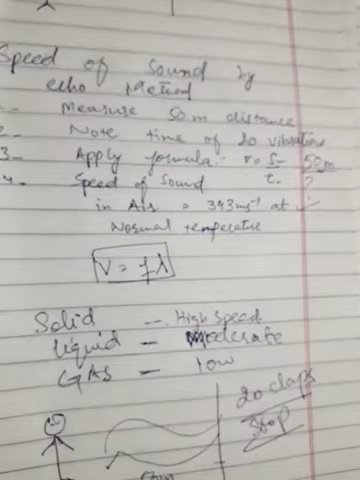 Speed of Sound by
echo Method
1- Measure 50m distance
2- Note time of 20 vibrations
3- Apply formula. v = S 50m
t. ?
4. Speed of Sound
in Air = 343ms⁻¹ at
Normal temperature
V = fλ
Solid - High Speed
Liquid - Moderate
GAS - low
20 claps
Stop